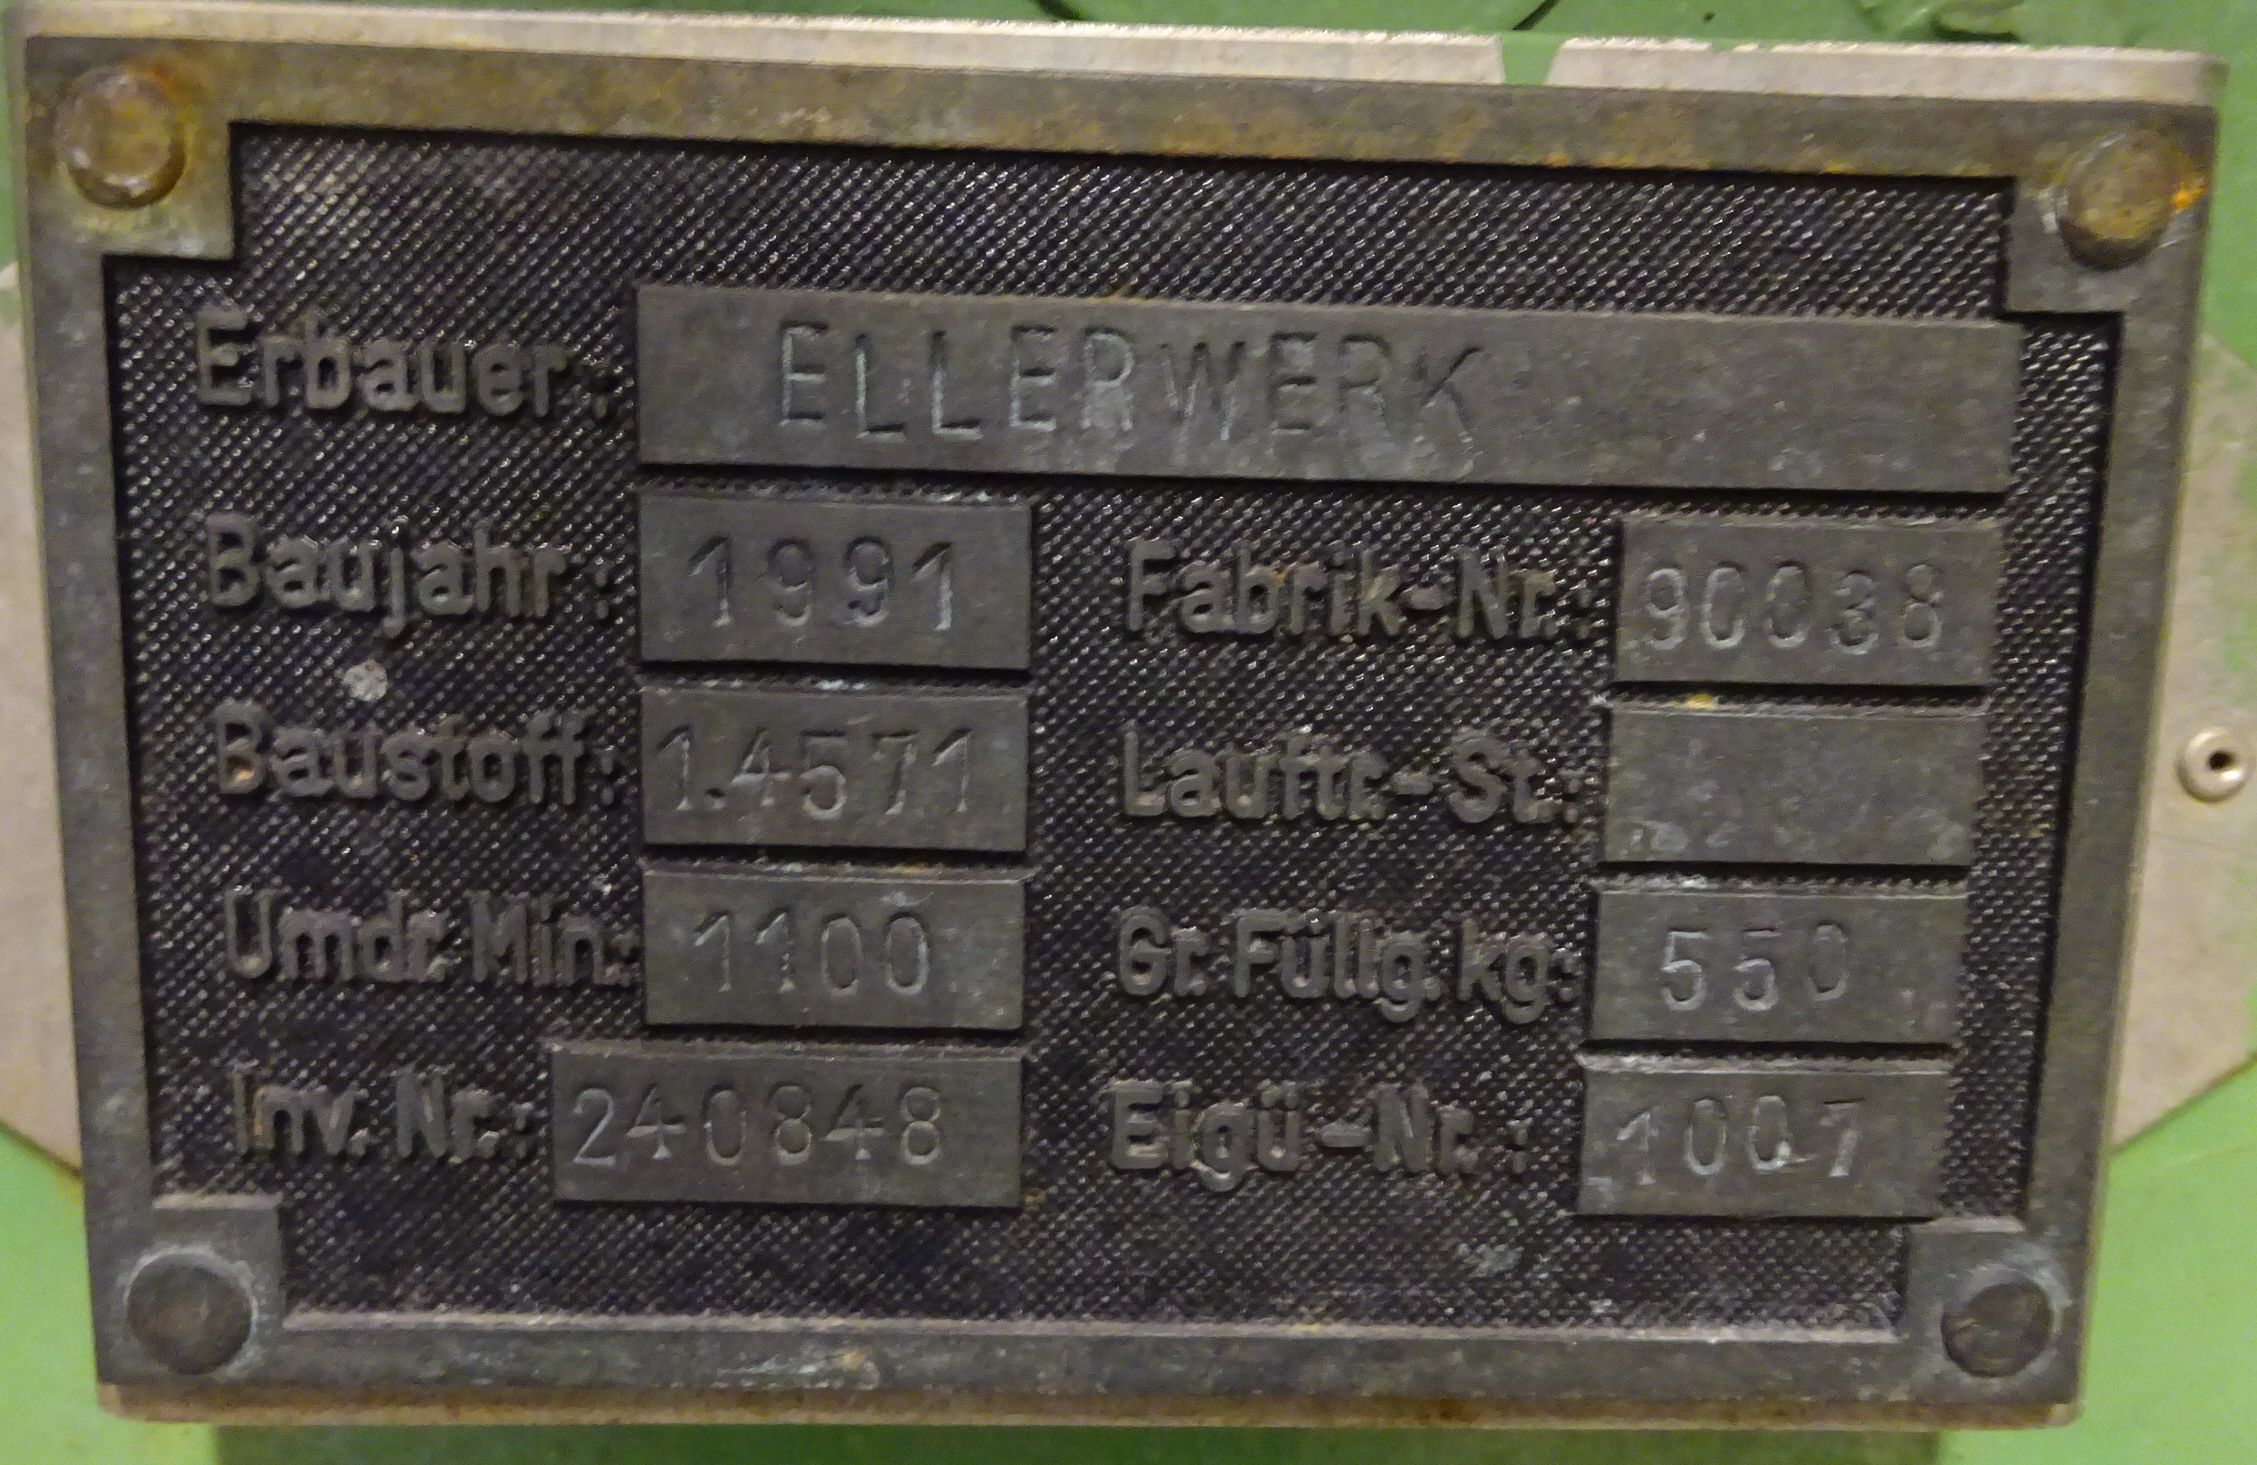 Erbauer: ELLERWERK
Baujahr: 1991 Fabrik-Nr.: 90038
Baustoff: 1.4571 Lauftr.-St.:
Umdr. Min.: 1100 Gr. Füllg. kg: 550
Inv. Nr.: 240848 Eigü-Nr.: 1007